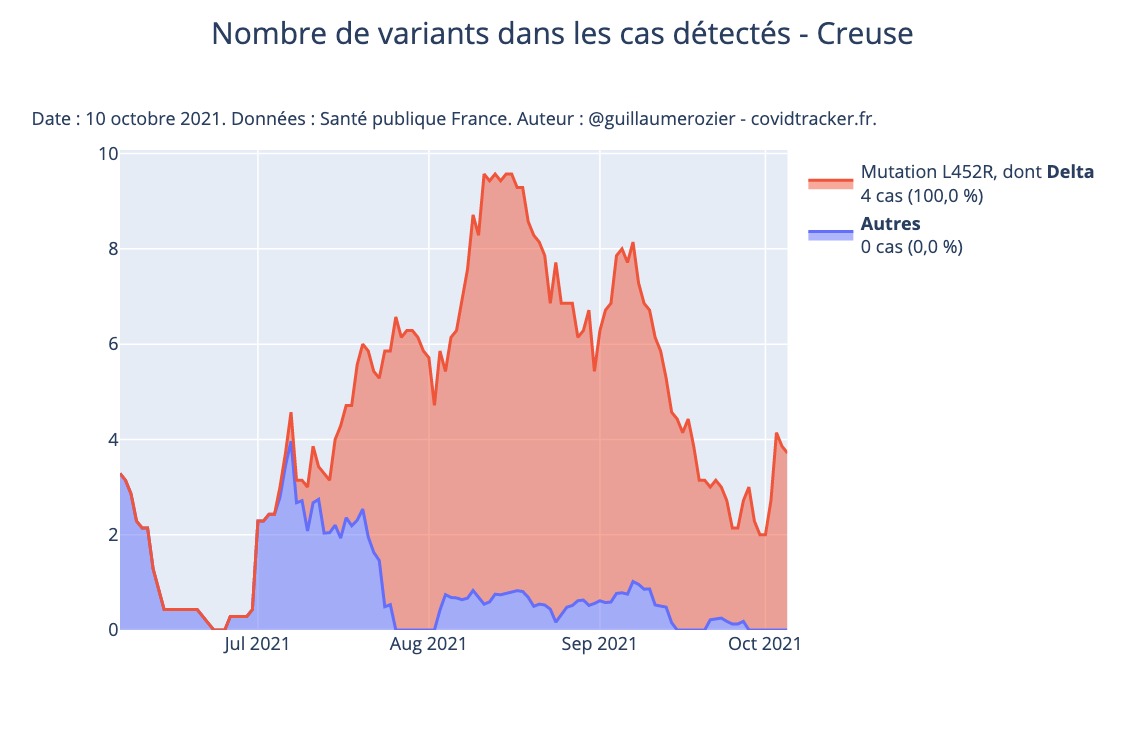 Nombre de variants dans les cas détectés - Creuse
Date : 10 octobre 2021. Données : Santé publique France. Auteur : @guillaumerozier - covidtracker.fr.
10
8
6
4
2
0
Jul 2021 Aug 2021 Sep 2021 Oct 2021
Mutation L452R, dont Delta
4 cas (100,0 %)
Autres
0 cas (0,0 %)